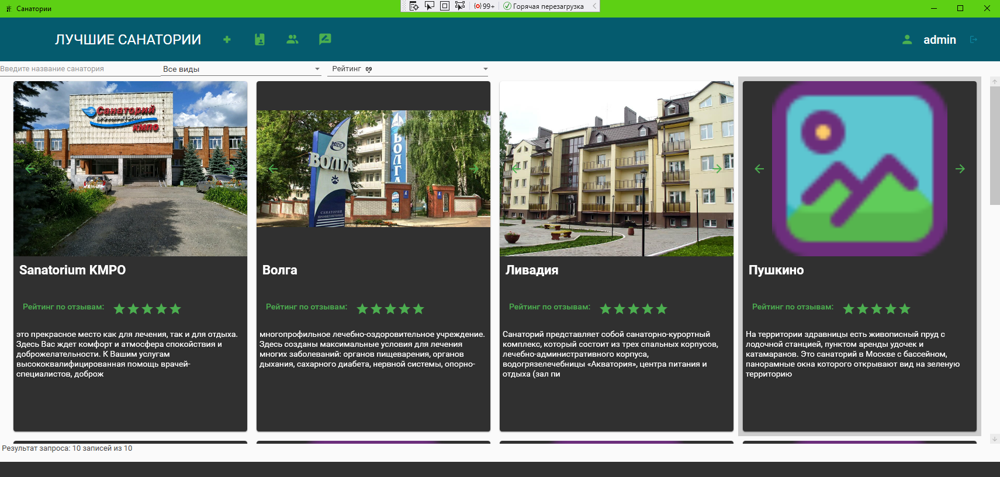 Санатории
99+
Горячая перезагрузка
ЛУЧШИЕ САНАТОРИИ
admin
Введите название санатория
Все виды
Рейтинг
Санаторий
ПРОФИЛАКТОРИЙ
КМПО
POZIS
ВОЛГА
САНАТОРИЙ
ПРОФИЛАКТОРИЙ
ВОЛГА
Sanatorium KMPO
Волга
Ливадия
Пушкино
Рейтинг по отзывам:
Рейтинг по отзывам:
Рейтинг по отзывам:
Рейтинг по отзывам:
это прекрасное место как для лечения, так и для отдыха.
Здесь Вас ждет комфорт и атмосфера спокойствия и
доброжелательности. К Вашим услугам
высококвалифицированная помощь врачей-
специалистов, доброж
многопрофильное лечебно-оздоровительное учреждение.
Здесь созданы максимальные условия для лечения
многих заболеваний: органов пищеварения, органов
дыхания, сахарного диабета, нервной системы, опорно-
Санаторий представляет собой санаторно-курортный
комплекс, который состоит из трех спальных корпусов,
лечебно-административного корпуса,
водогрязелечебницы «Акватория», центра питания и
отдыха (зал пи
На территории здравницы есть живописный пруд с
лодочной станцией, пунктом аренды удочек и
катамаранов. Это санаторий в Москве с бассейном,
панорамные окна которого открывают вид на зеленую
территорию
Результат запроса: 10 записей из 10